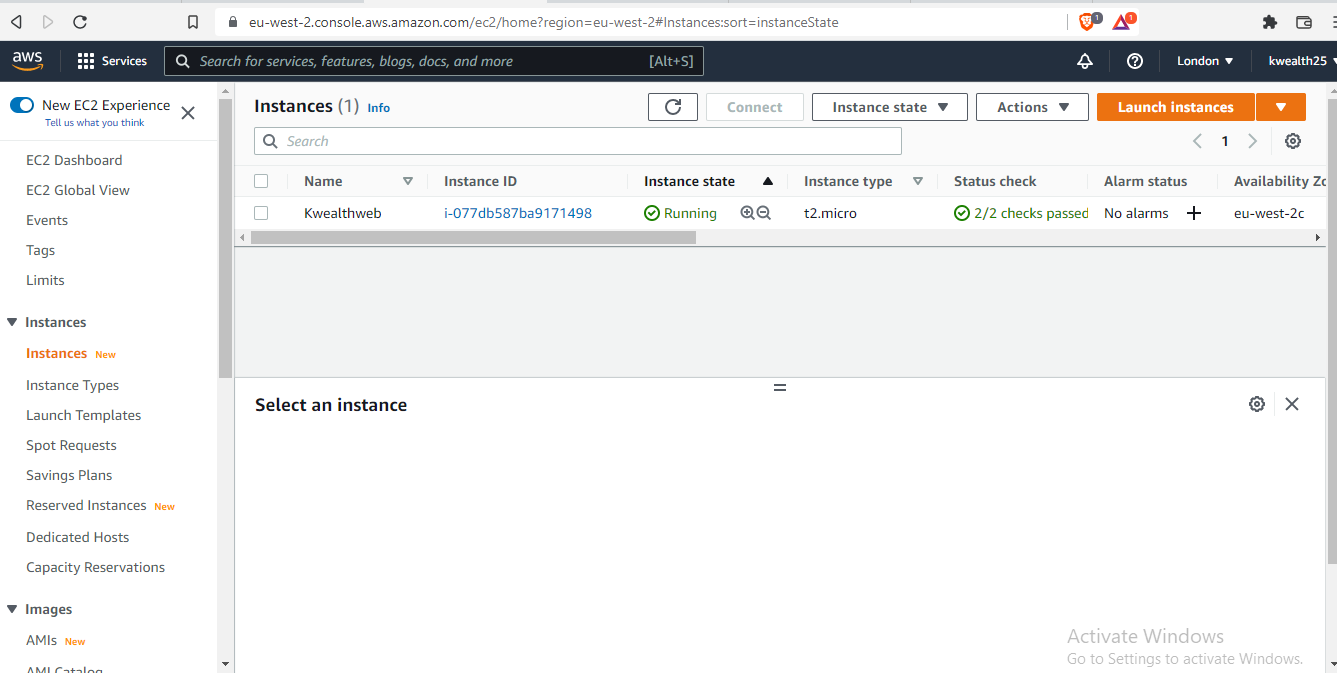 eu-west-2.console.aws.amazon.com/ec2/home?region=eu-west-2#Instances:sort=instanceState
1
1
aws
Services
Search for services, features, blogs, docs, and more [Alt+S]
London
kwealth25
New EC2 Experience
Tell us what you think
EC2 Dashboard
EC2 Global View
Events
Tags
Limits
Instances
Instances New
Instance Types
Launch Templates
Spot Requests
Savings Plans
Reserved Instances New
Dedicated Hosts
Capacity Reservations
Images
AMIs New
AMI Catalog
Instances (1) Info
Connect
Instance state
Actions
Launch instances
Search
1
Name Instance ID Instance state Instance type Status check Alarm status Availability Zo
Kwealthweb i-077db587ba9171498 Running t2.micro 2/2 checks passed No alarms eu-west-2c
Select an instance
Activate Windows
Go to Settings to activate Windows.